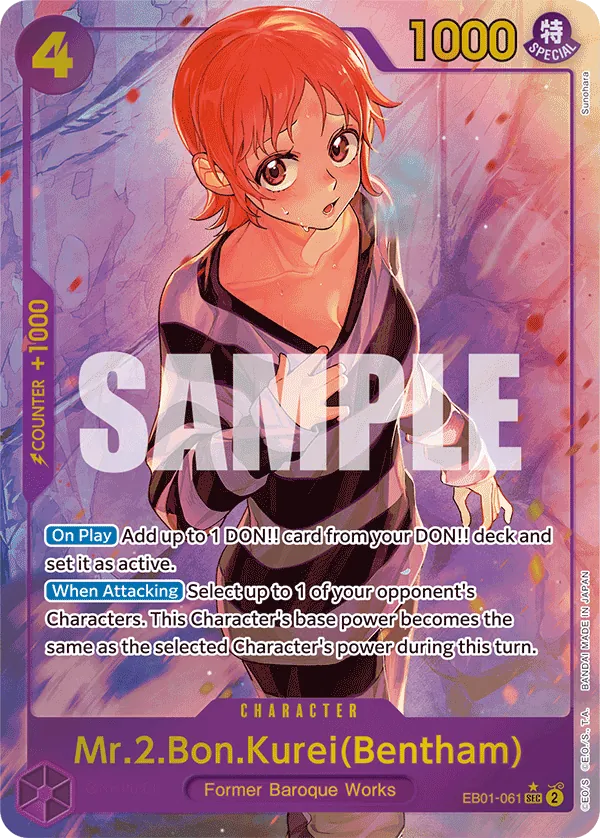 4
1000
特
SPECIAL
Sunohara
COUNTER +1000
SAMPLE
On Play Add up to 1 DON!! card from your DON!! deck and
set it as active.
When Attacking Select up to 1 of your opponent's
Characters. This Character's base power becomes the
same as the selected Character's power during this turn.
CHARACTER
Mr.2.Bon.Kurei(Bentham)
Former Baroque Works
EB01-061 SEC 2
©EO/S ©EO/S., T.A. BANDAI MADE IN JAPAN